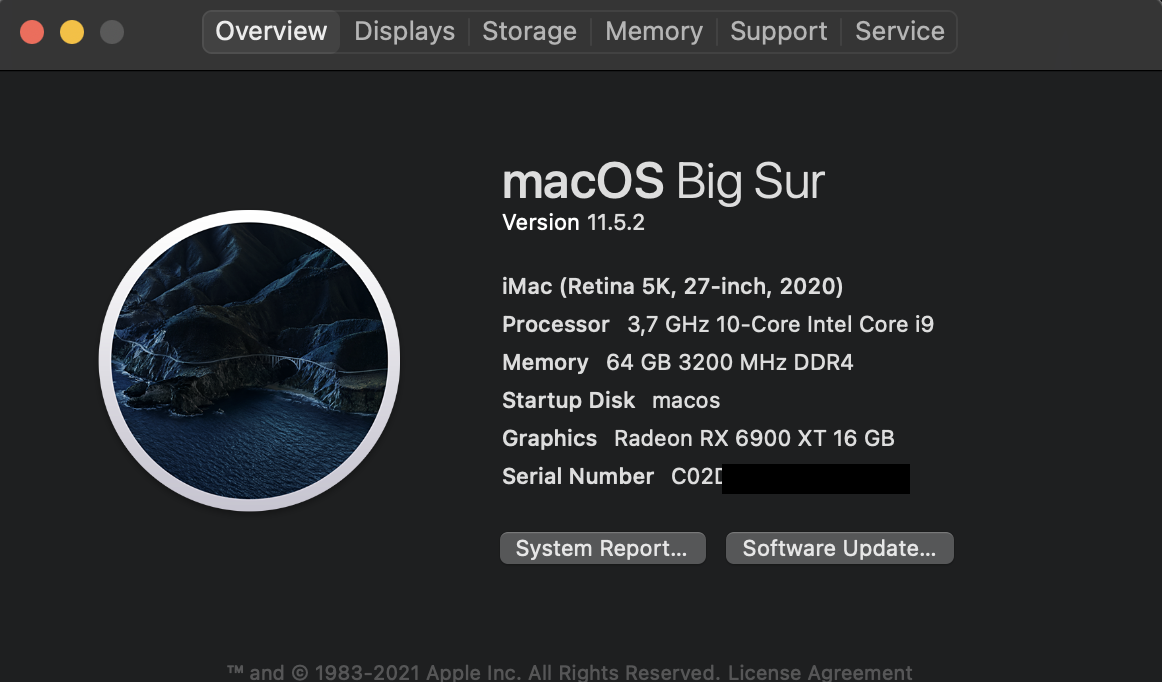 Overview Displays Storage Memory Support Service
macOS Big Sur
Version 11.5.2
iMac (Retina 5K, 27-inch, 2020)
Processor 3,7 GHz 10-Core Intel Core i9
Memory 64 GB 3200 MHz DDR4
Startup Disk macos
Graphics Radeon RX 6900 XT 16 GB
Serial Number C02D
System Report... Software Update...
™ and © 1983-2021 Apple Inc. All Rights Reserved. License Agreement